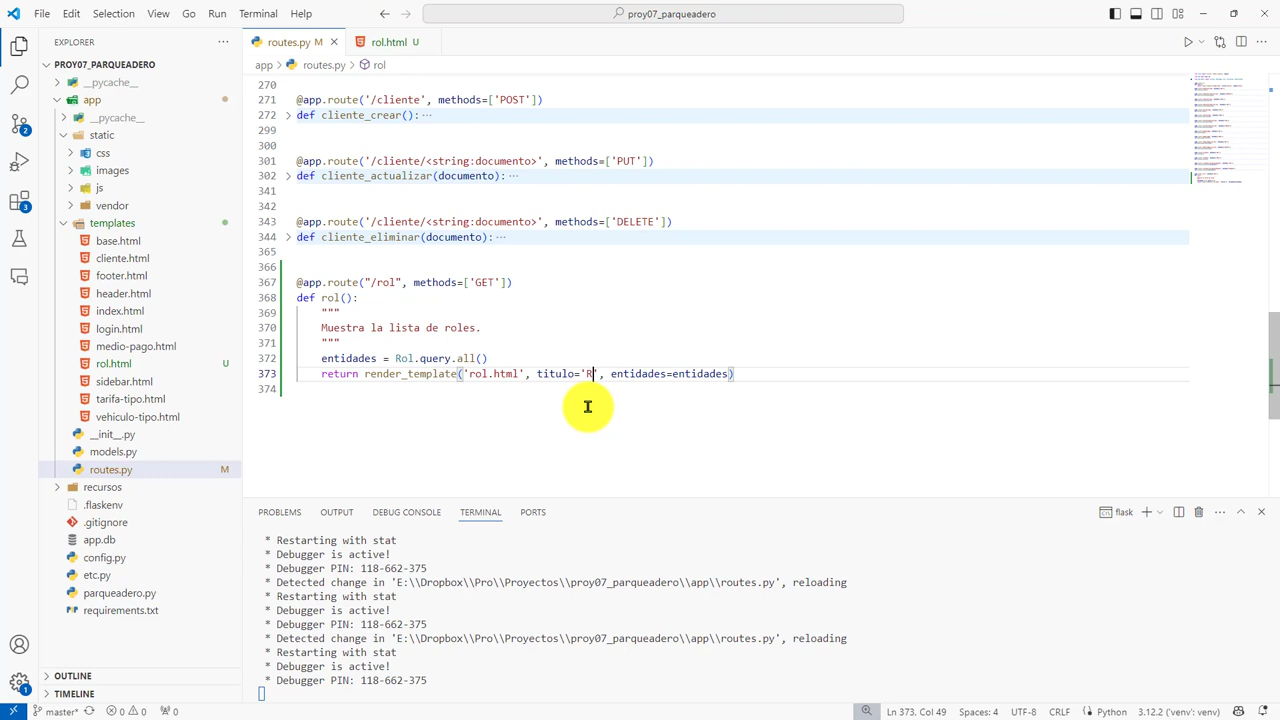 File Edit Selection View Go Run Terminal Help
proy07_parqueadero
EXPLORER
routes.py M
rol.html U
PROY07_PARQUEADERO
app routes.py rol
__pycache__
app
__pycache__
static
css
images
js
vendor
templates
base.html
cliente.html
footer.html
header.html
index.html
login.html
medio-pago.html
rol.html U
sidebar.html
tarifa-tipo.html
vehiculo-tipo.html
__init__.py
models.py
routes.py M
recursos
.flaskenv
.gitignore
app.db
config.py
etc.py
parqueadero.py
requirements.txt
OUTLINE
TIMELINE
270
271 @app.route('/cliente', methods=[
272
299
300
301 methods=['PUT'])
302 def cliente_actualizar(documento):
342
343 @app.route('/cliente/<string:documento>', methods=['DELETE'])
344 def cliente_eliminar(documento): ···
365
366
367 @app.route("/rol", methods=['GET'])
368 def rol():
369 """
370 Muestra la lista de roles.
371 """
372 entidades = Rol.query.all()
373 return render_template('rol.html', titulo='R', entidades=entidades)
374
PROBLEMS OUTPUT DEBUG CONSOLE TERMINAL PORTS
flask
* Restarting with stat
* Debugger is active!
* Debugger PIN: 118-662-375
* Detected change in 'E:\\Dropbox\\Pro\\Proyectos\\proy07_parqueadero\\app\\routes.py', reloading
* Restarting with stat
* Debugger is active!
* Debugger PIN: 118-662-375
* Detected change in 'E:\\Dropbox\\Pro\\Proyectos\\proy07_parqueadero\\app\\routes.py', reloading
* Restarting with stat
* Debugger is active!
* Debugger PIN: 118-662-375
master* 0 0 0 Ln 373, Col 49 Spaces: 4 UTF-8 CRLF Python 3.12.2 ('venv': venv)